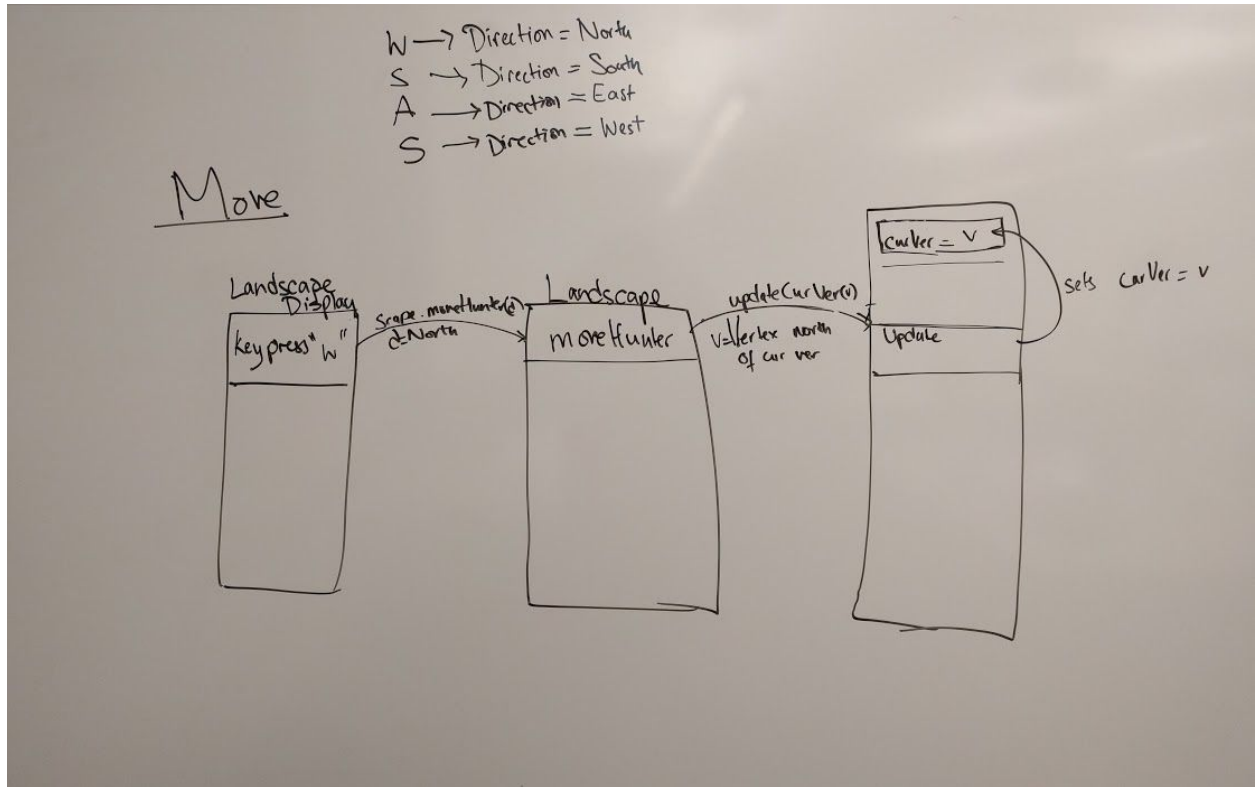 W → Direction = North
S → Direction = South
A → Direction = East
S → Direction = West
Move
Landscape
Display
keypress "w"
scape.moveHunter(d)
d=North
Landscape
moveHunter
updateCurVer(v)
v=Vertex north
of cur ver
curVer = v
Update
sets curVer = v